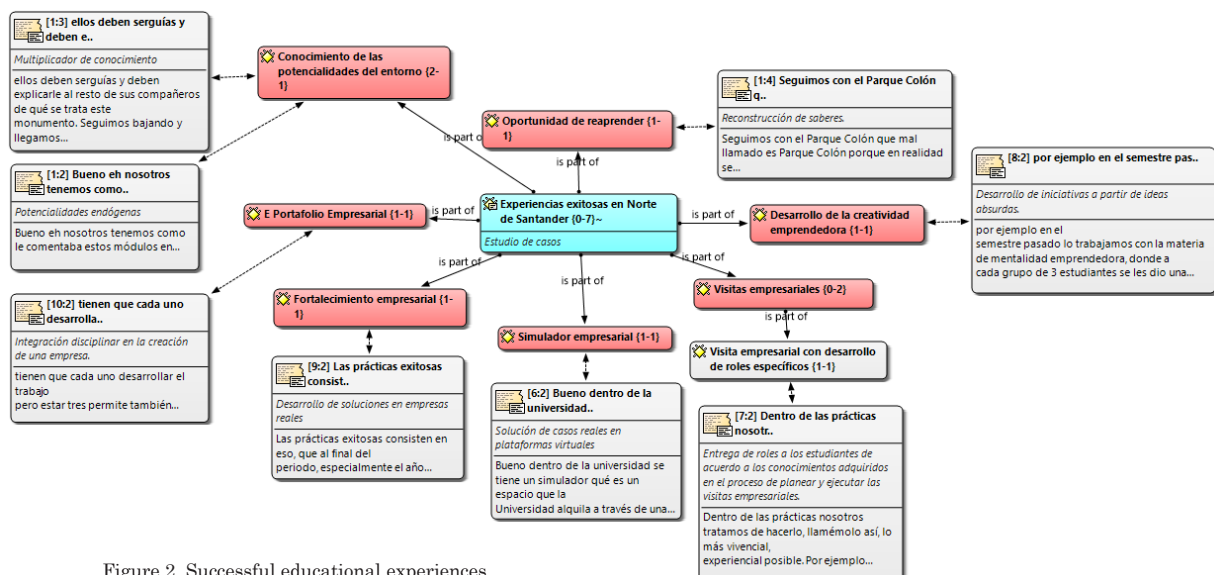 [1:3] ellos deben serguías y
deben e..
Multiplicador de conocimiento
ellos deben serguías y deben
explicarle al resto de sus compañeros
de qué se trata este
monumento. Seguimos bajando y
llegamos...
Conocimiento de las
potencialidades del entorno {2-
1}
[1:4] Seguimos con el Parque Colón
q..
Reconstrucción de saberes.
Seguimos con el Parque Colón que mal
llamado es Parque Colón porque en realidad
se...
Oportunidad de reaprender {1-
1}
is part o
is part of
[1:2] Bueno eh nosotros
tenemos como..
Potencialidades endógenas
Bueno eh nosotros tenemos como
le comentaba estos módulos en...
[8:2] por ejemplo en el semestre pas..
Desarrollo de iniciativas a partir de ideas
absurdas.
por ejemplo en el
semestre pasado lo trabajamos con la materia
de mentalidad emprendedora, donde a
cada grupo de 3 estudiantes se les dio una...
E Portafolio Empresarial {1-1}
is part of
Experiencias exitosas en Norte
de Santander {0-7}~
Estudio de casos
is part of
Desarrollo de la creatividad
emprendedora {1-1}
is part of
is part of
is part of
[10:2] tienen que cada uno
desarrolla..
Integración disciplinar en la creación
de una empresa.
tienen que cada uno desarrollar el
trabajo
pero estar tres permite también...
Fortalecimiento empresarial {1-
1}
Visitas empresariales {0-2}
is part of
Simulador empresarial {1-1}
Visita empresarial con desarrollo
de roles específicos {1-1}
[9:2] Las prácticas exitosas
consist..
Desarrollo de soluciones en empresas
reales
Las prácticas exitosas consisten en
eso, que al final del
periodo, especialmente el año...
[6:2] Bueno dentro de la
universidad..
Solución de casos reales en
plataformas virtuales
Bueno dentro de la universidad se
tiene un simulador qué es un
espacio que la
Universidad alquila a través de una...
[7:2] Dentro de las prácticas
nosotr..
Entrega de roles a los estudiantes de
acuerdo a los conocimientos adquiridos
en el proceso de planear y ejecutar las
visitas empresariales.
Dentro de las prácticas nosotros
tratamos de hacerlo, llamémolo así, lo
más vivencial,
experiencial posible. Por ejemplo...
Figure 2. Successful educational experiences